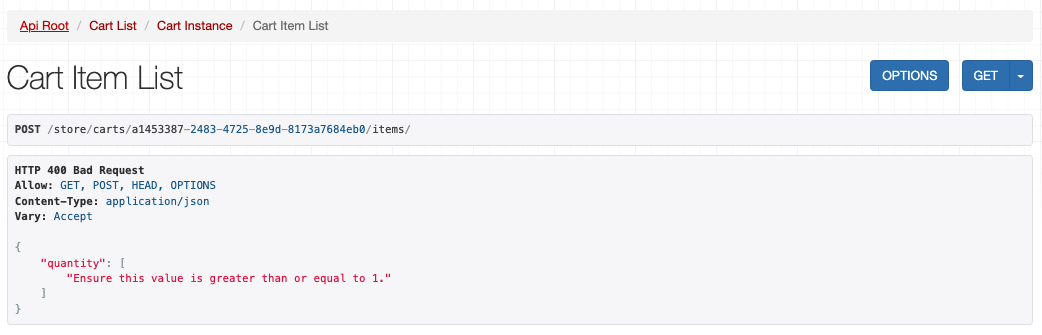 Api Root / Cart List / Cart Instance / Cart Item List
Cart Item List
OPTIONS
GET
POST /store/carts/a1453387-2483-4725-8e9d-8173a7684eb0/items/
HTTP 400 Bad Request
Allow: GET, POST, HEAD, OPTIONS
Content-Type: application/json
Vary: Accept
{
"quantity": [
"Ensure this value is greater than or equal to 1."
]
}